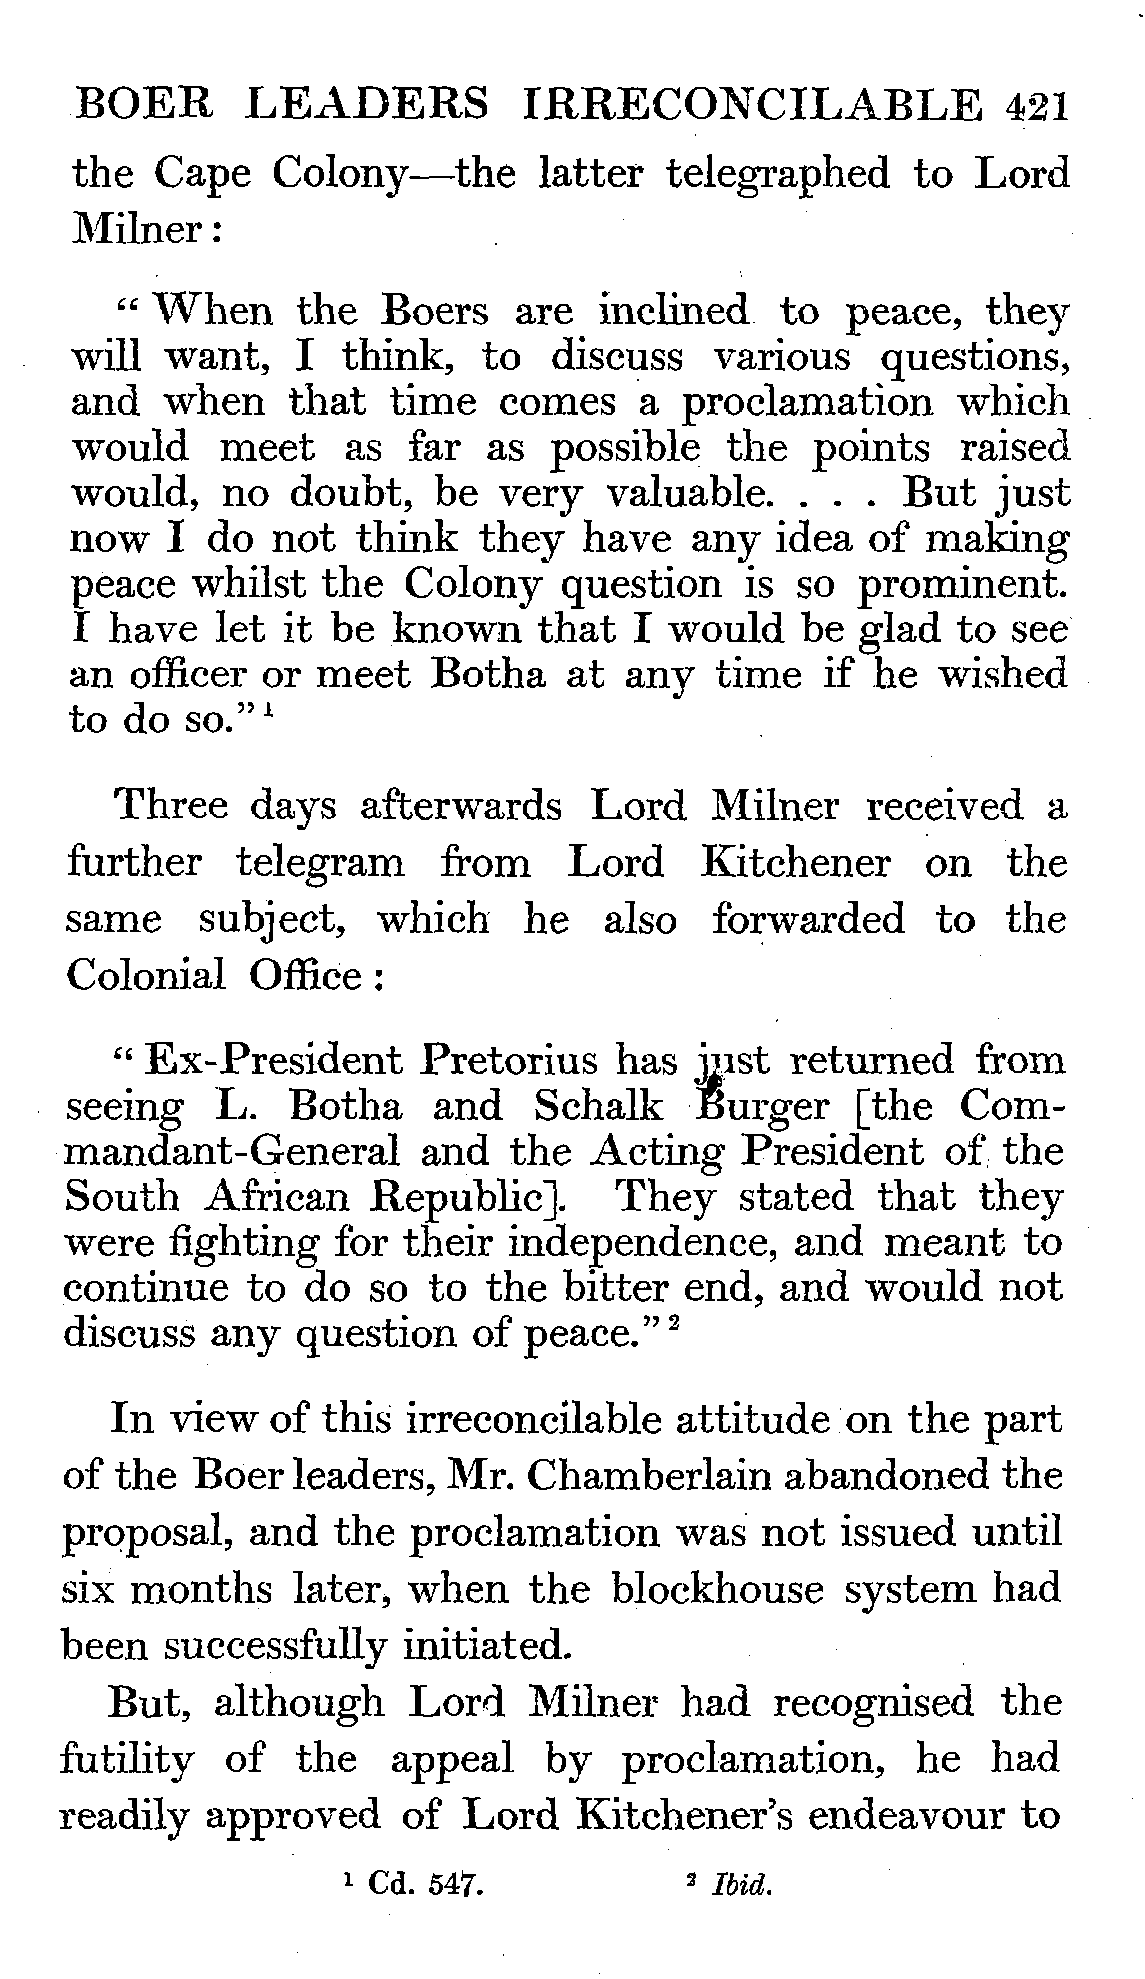 BOER LEADERS IRRECONCILABLE 421
the Cape Colony—the latter telegraphed to Lord
Milner :
“ When the Boers are inclined to peace, they
will want, I think, to discuss various questions,
and when that time comes a proclamation which
would meet as far as possible the points raised
would, no doubt, be very valuable. . . . But just
now I do not think they have any idea of making
peace whilst the Colony question is so prominent.
I have let it be known that I would be glad to see
an officer or meet Botha at any time if he wished
to do so.” ¹
Three days afterwards Lord Milner received a
further telegram from Lord Kitchener on the
same subject, which he also forwarded to the
Colonial Office :
“ Ex-President Pretorius has just returned from
seeing L. Botha and Schalk Burger [the Com-
mandant-General and the Acting President of the
South African Republic]. They stated that they
were fighting for their independence, and meant to
continue to do so to the bitter end, and would not
discuss any question of peace.” ²
In view of this irreconcilable attitude on the part
of the Boer leaders, Mr. Chamberlain abandoned the
proposal, and the proclamation was not issued until
six months later, when the blockhouse system had
been successfully initiated.
But, although Lord Milner had recognised the
futility of the appeal by proclamation, he had
readily approved of Lord Kitchener’s endeavour to
¹ Cd. 547. ² Ibid.